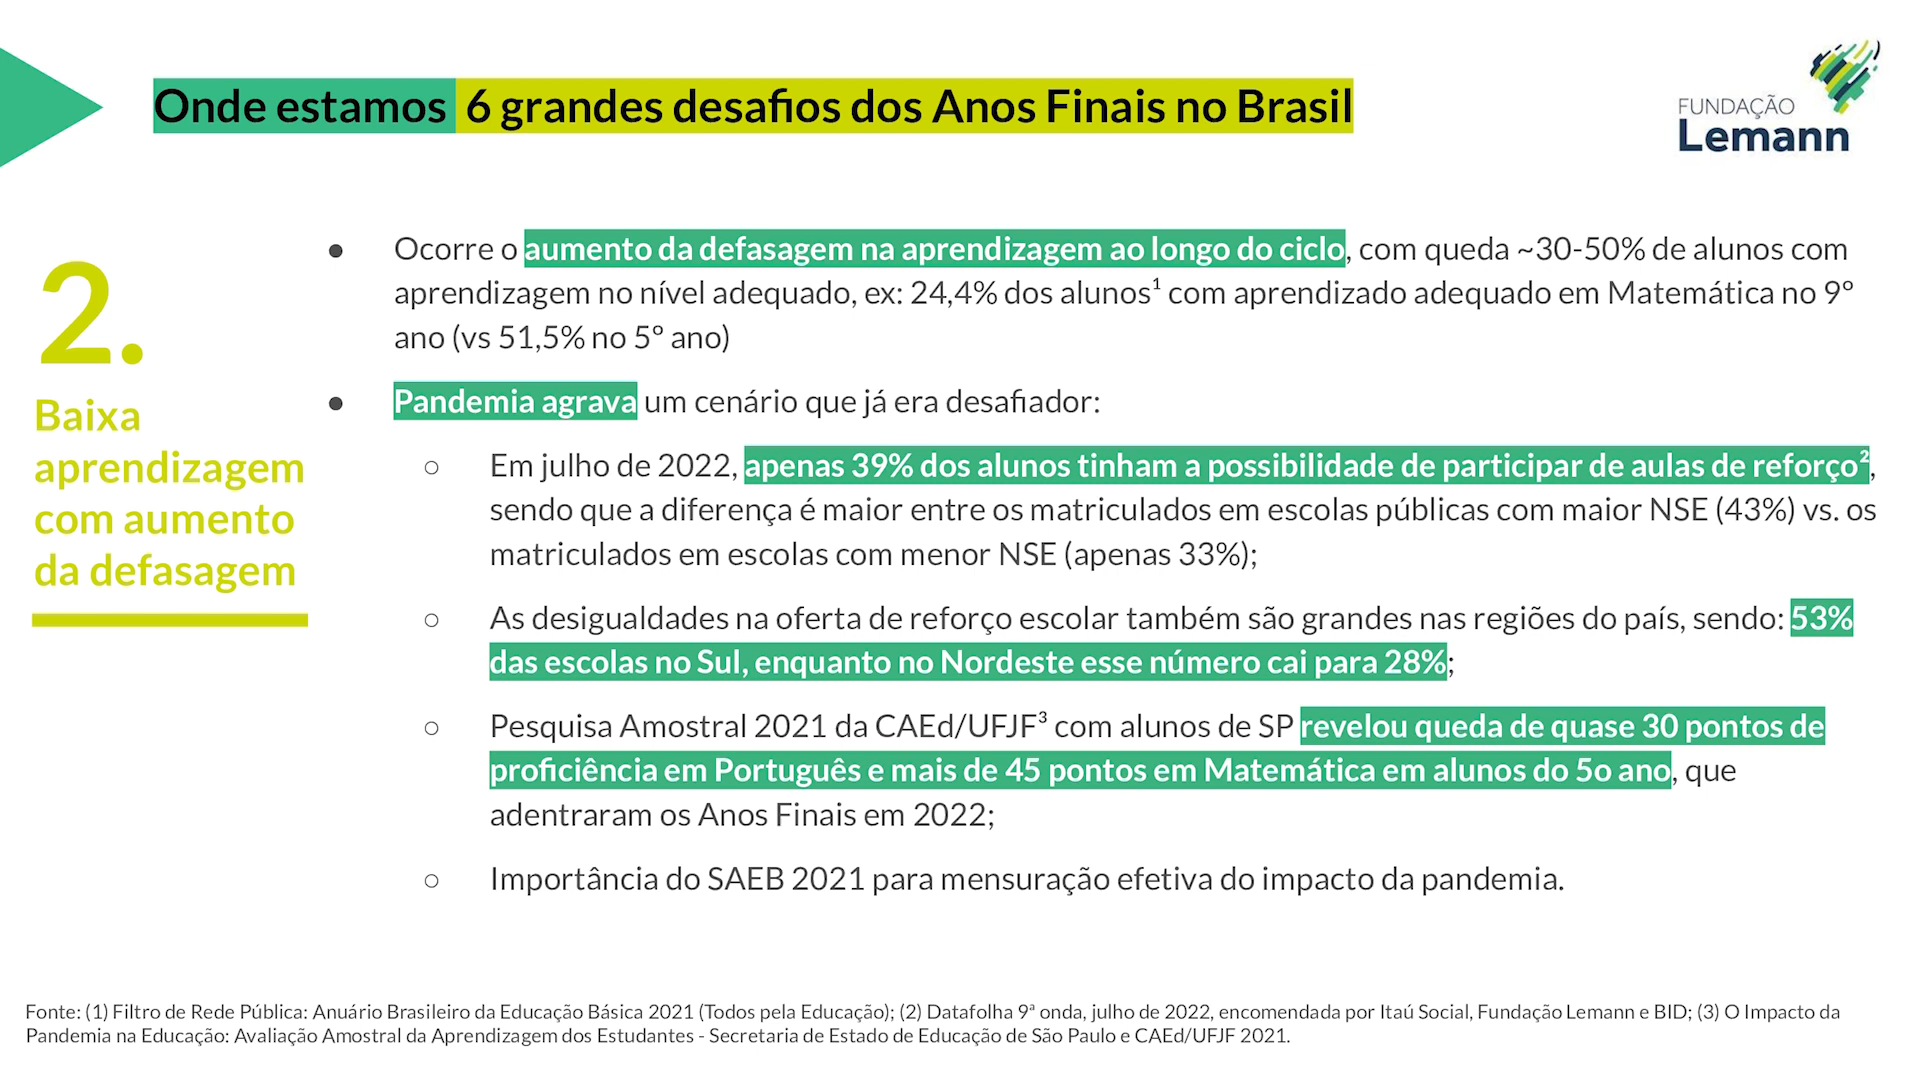 Onde estamos 6 grandes desafios dos Anos Finais no Brasil
FUNDAÇÃO
Lemann
2.
Baixa
aprendizagem
com aumento
da defasagem
● Ocorre o aumento da defasagem na aprendizagem ao longo do ciclo, com queda ~30-50% de alunos com
aprendizagem no nível adequado, ex: 24,4% dos alunos¹ com aprendizado adequado em Matemática no 9º
ano (vs 51,5% no 5º ano)
● Pandemia agrava um cenário que já era desafiador:
○ Em julho de 2022, apenas 39% dos alunos tinham a possibilidade de participar de aulas de reforço²,
sendo que a diferença é maior entre os matriculados em escolas públicas com maior NSE (43%) vs. os
matriculados em escolas com menor NSE (apenas 33%);
○ As desigualdades na oferta de reforço escolar também são grandes nas regiões do país, sendo: 53%
das escolas no Sul, enquanto no Nordeste esse número cai para 28%;
○ Pesquisa Amostral 2021 da CAEd/UFJF³ com alunos de SP revelou queda de quase 30 pontos de
proficiência em Português e mais de 45 pontos em Matemática em alunos do 5o ano, que
adentraram os Anos Finais em 2022;
○ Importância do SAEB 2021 para mensuração efetiva do impacto da pandemia.
Fonte: (1) Filtro de Rede Pública: Anuário Brasileiro da Educação Básica 2021 (Todos pela Educação); (2) Datafolha 9ª onda, julho de 2022, encomendada por Itaú Social, Fundação Lemann e BID; (3) O Impacto da
Pandemia na Educação: Avaliação Amostral da Aprendizagem dos Estudantes - Secretaria de Estado de Educação de São Paulo e CAEd/UFJF 2021.